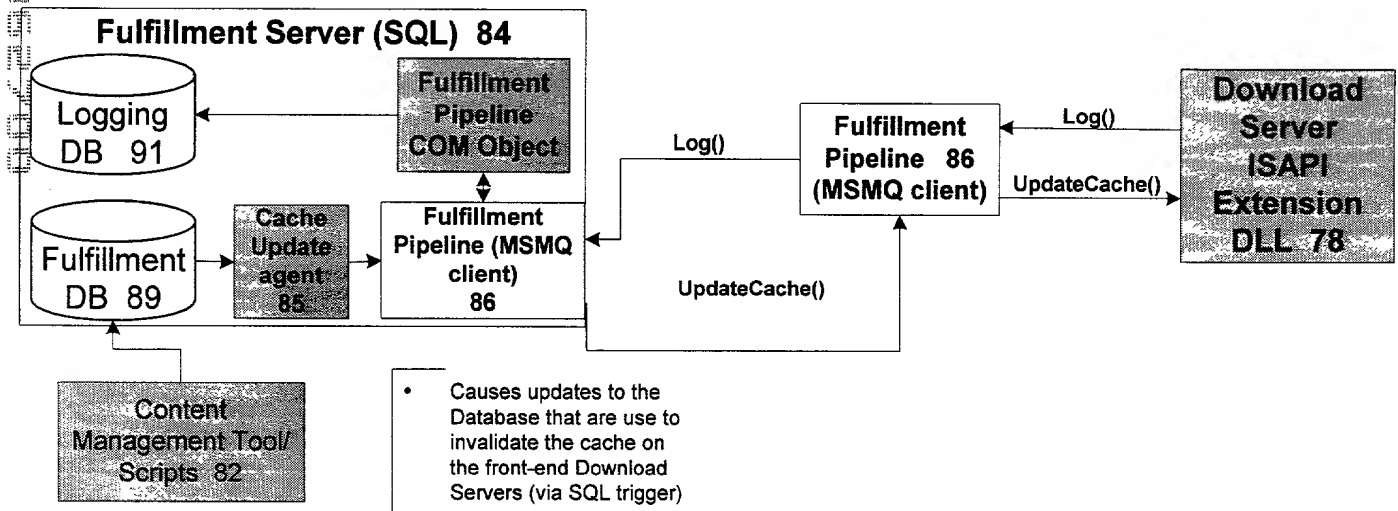 Fulfillment Server (SQL) 84
Logging
DB 91
Fulfillment
Pipeline
COM Object
Fulfillment
DB 89
Cache
Update
agent
85
Fulfillment
Pipeline (MSMQ
client)
86
Content
Management Tool/
Scripts 82
Log()
UpdateCache()
Fulfillment
Pipeline 86
(MSMQ client)
Log()
UpdateCache()
Download
Server
ISAPI
Extension
DLL 78
• Causes updates to the
Database that are use to
invalidate the cache on
the front-end Download
Servers (via SQL trigger)